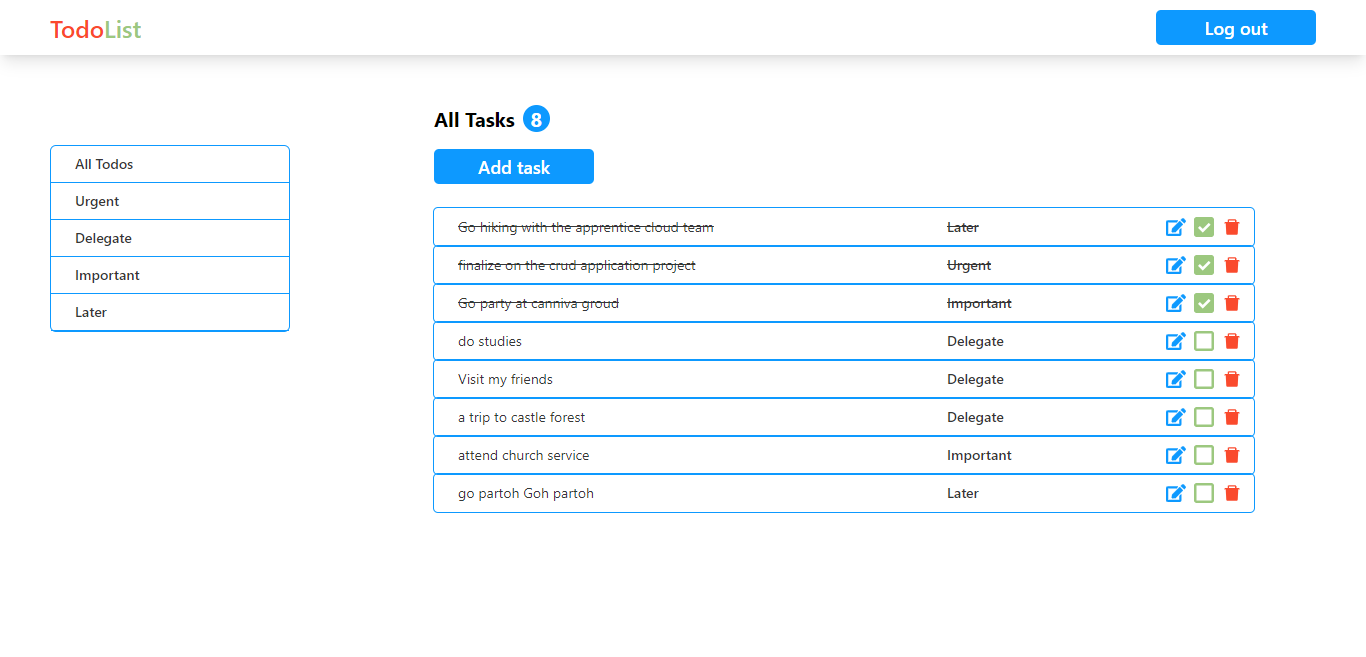 TodoList
Log out
All Tasks 8
Add task
All Todos
Urgent
Delegate
Important
Later
Go hiking with the apprentice cloud team Later
finalize on the crud application project Urgent
Go party at canniva groud Important
do studies Delegate
Visit my friends Delegate
a trip to castle forest Delegate
attend church service Important
go partoh Goh partoh Later